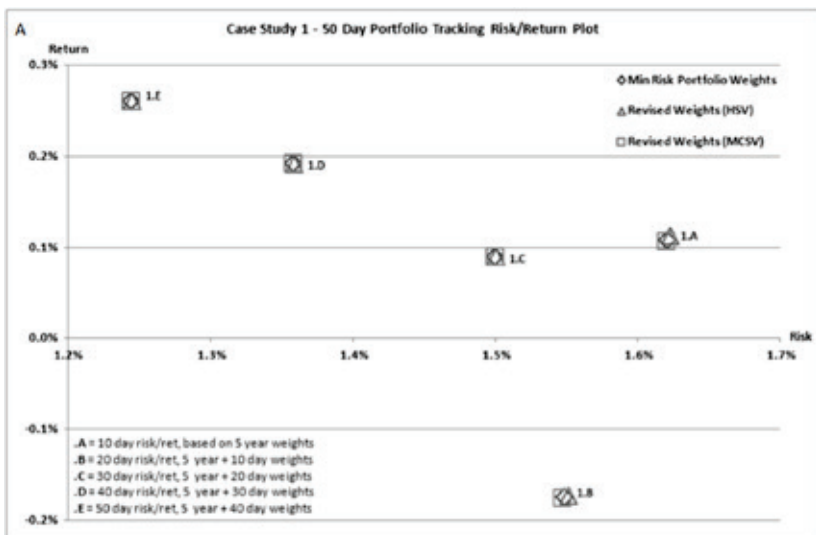 A
Case Study 1 - 50 Day Portfolio Tracking Risk/Return Plot
Return
0.3%
1.E
Min Risk Portfolio Weights
Revised Weights (HSV)
Revised Weights (MCSV)
0.2%
1.D
0.1%
1.A
1.C
0.0%
Risk
1.2%
1.3%
1.4%
1.5%
1.6%
1.7%
-0.1%
.A = 10 day risk/ret, based on 5 year weights
.B = 20 day risk/ret, 5 year + 10 day weights
.C = 30 day risk/ret, 5 year + 20 day weights
.D = 40 day risk/ret, 5 year + 30 day weights
.E = 50 day risk/ret, 5 year + 40 day weights
1.B
-0.2%